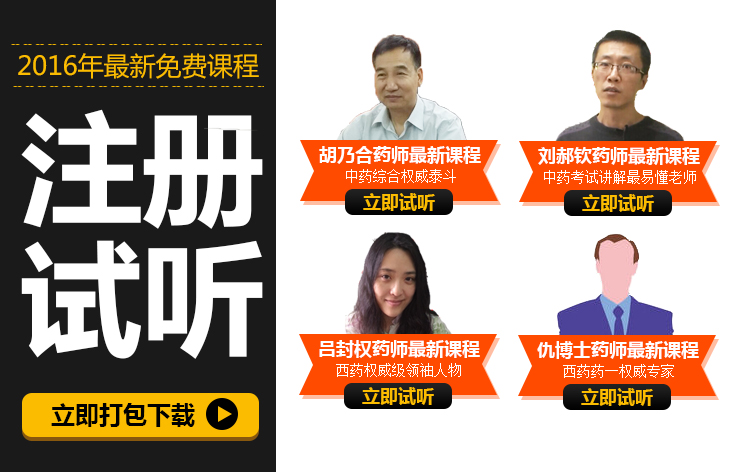 2016年最新免费课程
注册
试听
立即打包下载
胡乃合药师最新课程
中药综合权威泰斗
立即试听
刘郝钦药师最新课程
中药考试讲解最易懂老师
立即试听
吕封权药师最新课程
西药权威级领袖人物
立即试听
仇博士药师最新课程
西药药一权威专家
立即试听